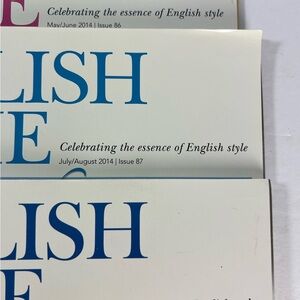 E
Celebrating the essence of English style
May/June 2014 | Issue 86
LISH
ME
Celebrating the essence of English style
July/August 2014 | Issue 87
LISH